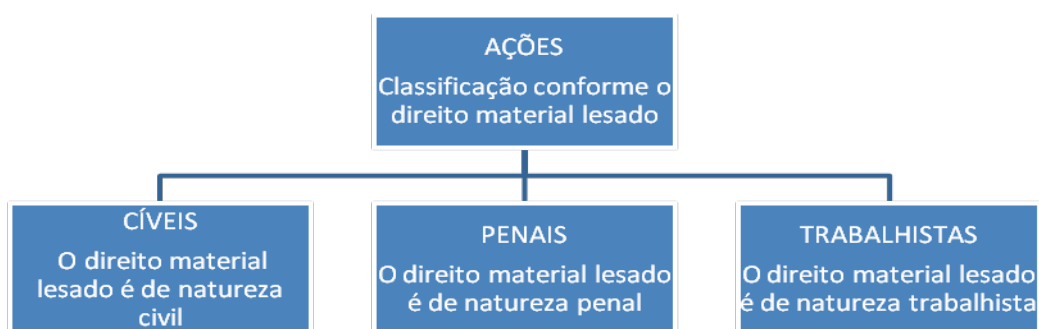 AÇÕES
Classificação conforme o
direito material lesado
CÍVEIS
O direito material
lesado é de natureza
civil
PENAIS
O direito material lesado
é de natureza penal
TRABALHISTAS
O direito material lesado
é de natureza trabalhista